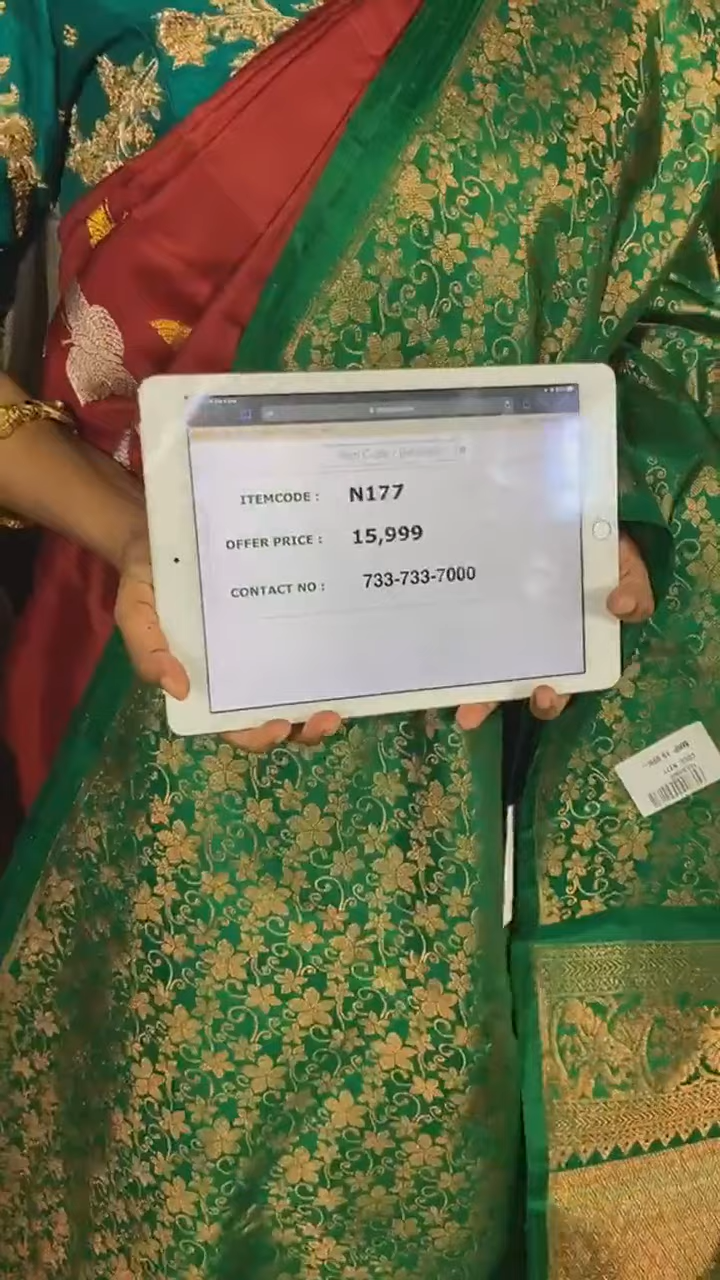 ITEMCODE : N177
OFFER PRICE : 15,999
CONTACT NO : 733-733-7000